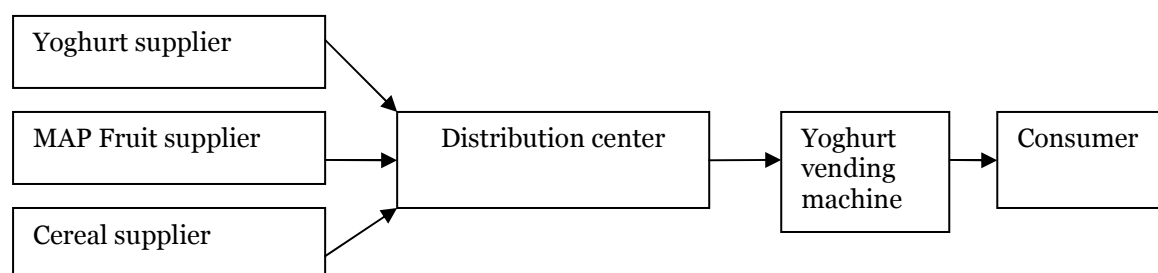 Yoghurt supplier
MAP Fruit supplier
Cereal supplier
Distribution center
Yoghurt
vending
machine
Consumer